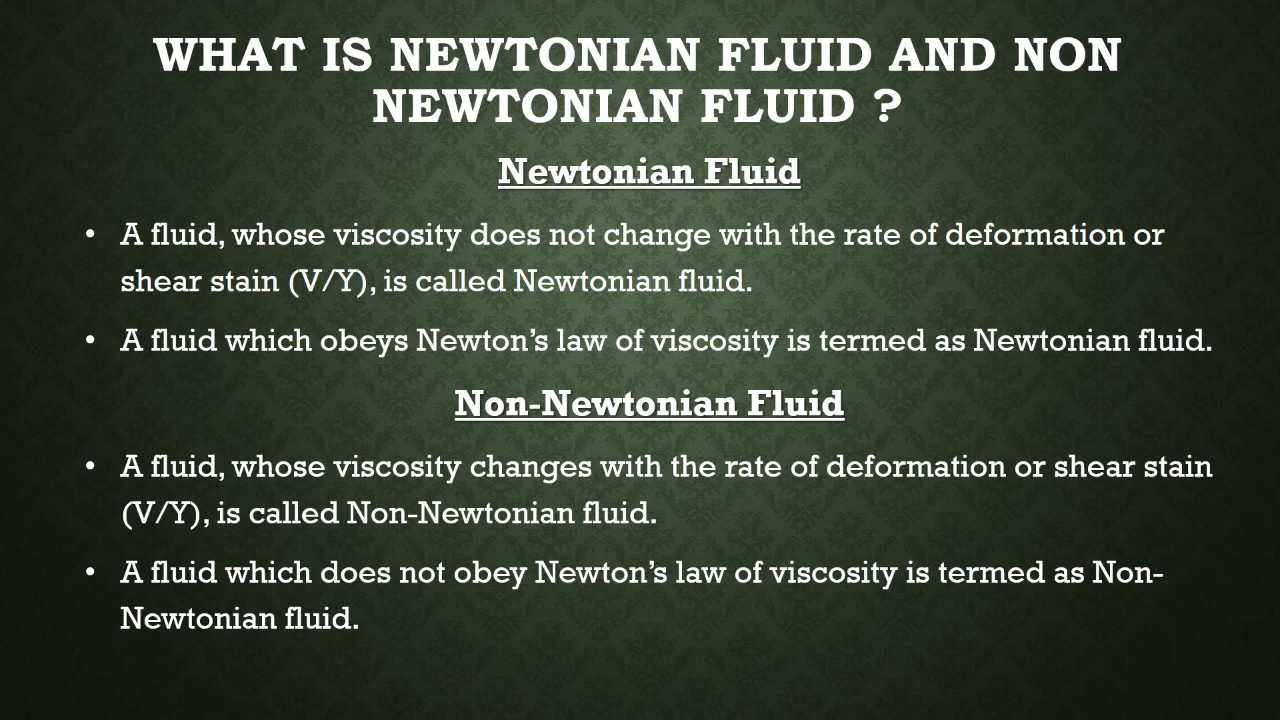 WHAT IS NEWTONIAN FLUID AND NON
NEWTONIAN FLUID ?
Newtonian Fluid
• A fluid, whose viscosity does not change with the rate of deformation or
shear stain (V/Y), is called Newtonian fluid.
• A fluid which obeys Newton’s law of viscosity is termed as Newtonian fluid.
Non-Newtonian Fluid
• A fluid, whose viscosity changes with the rate of deformation or shear stain
(V/Y), is called Non-Newtonian fluid.
• A fluid which does not obey Newton’s law of viscosity is termed as Non-
Newtonian fluid.